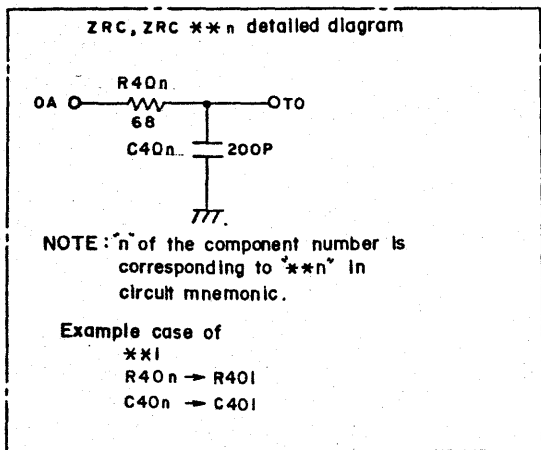 ZRC, ZRC **n detailed diagram
R40n
OA TO
68
C40n 200P
NOTE: "n" of the component number is
corresponding to "**n" in
circuit mnemonic.
Example case of
**1
R40n → R401
C40n → C401